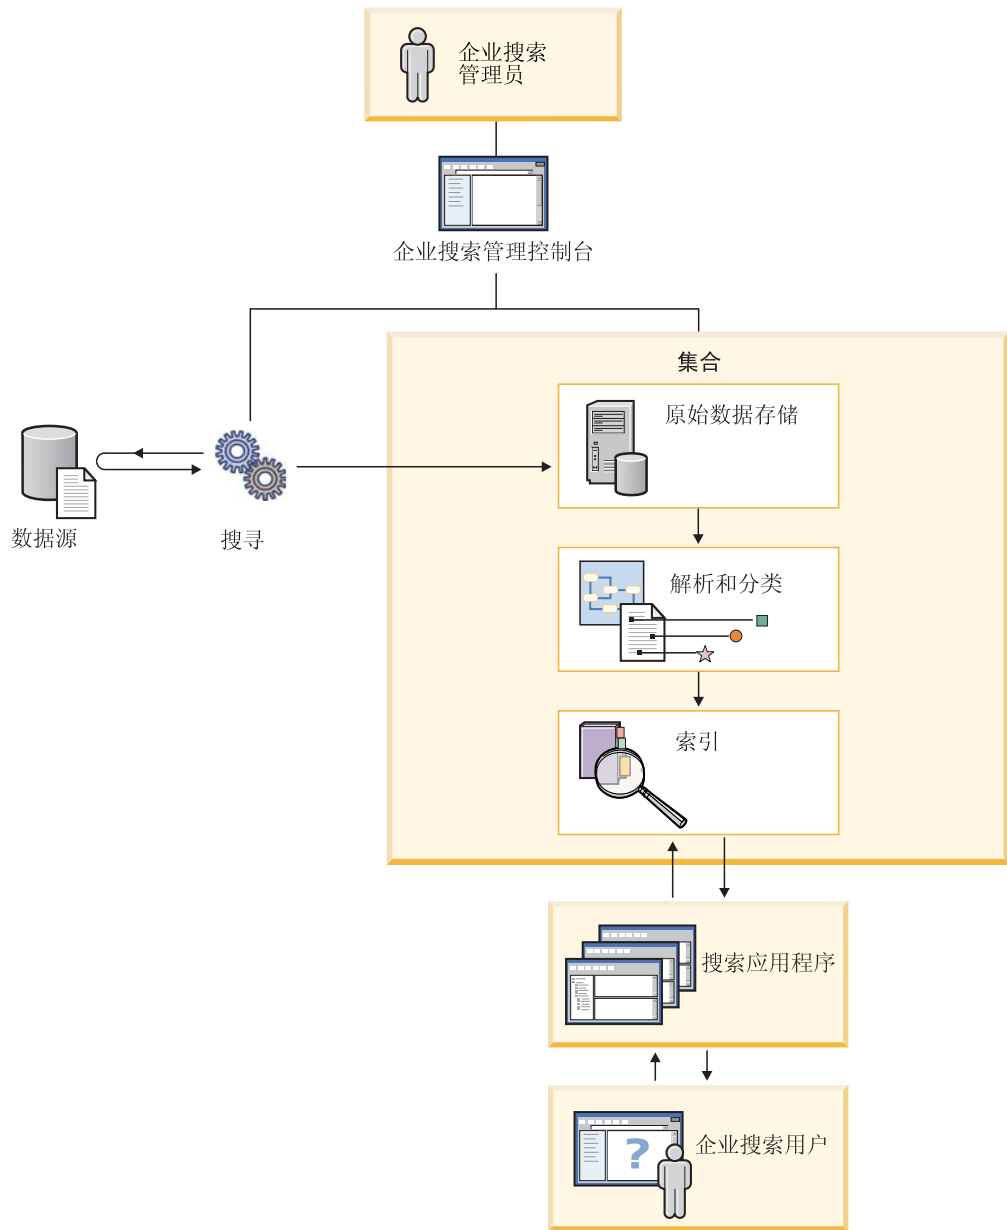 企业搜索
管理员
企业搜索管理控制台
集合
原始数据存储
数据源
搜寻
解析和分类
索引
搜索应用程序
?
企业搜索用户